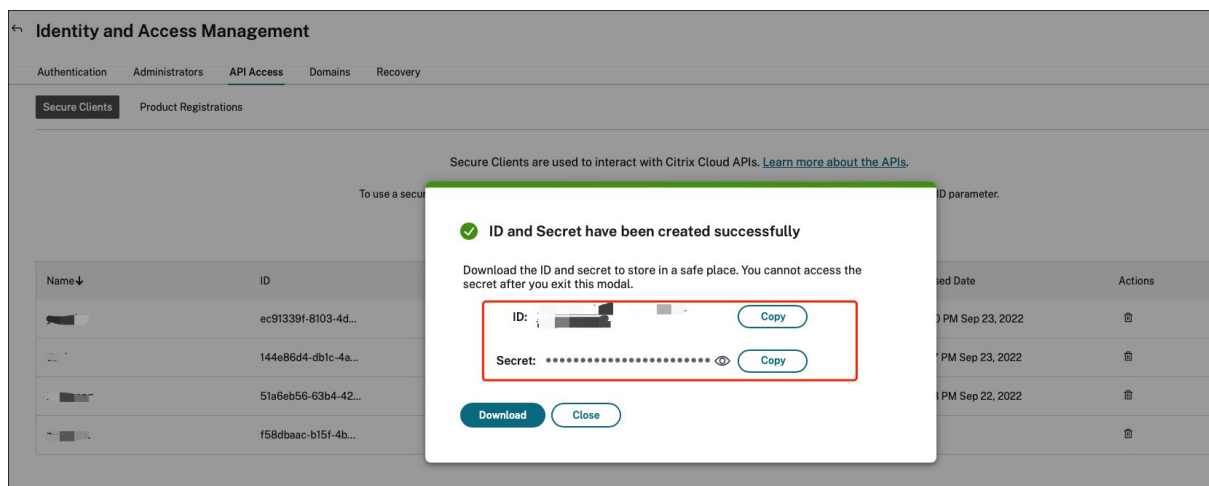 Identity and Access Management
Authentication Administrators API Access Domains Recovery
Secure Clients Product Registrations
Secure Clients are used to interact with Citrix Cloud APIs. Learn more about the APIs.
To use a secur ID parameter.
ID and Secret have been created successfully
Download the ID and secret to store in a safe place. You cannot access the
secret after you exit this modal.
Name↓ ID sed Date Actions
ID: Copy
ec91339f-8103-4d... PM Sep 23, 2022
144e86d4-db1c-4a... PM Sep 23, 2022
Secret: •••••••••••••••••••••••• Copy
51a6eb56-63b4-42... PM Sep 22, 2022
Download Close
f58dbaac-b15f-4b...